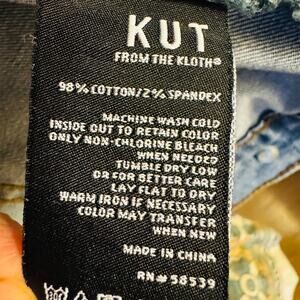 KUT
FROM THE KLOTH®
98% COTTON/2% SPANDEX
MACHINE WASH COLD
INSIDE OUT TO RETAIN COLOR
ONLY NON-CHLORINE BLEACH
WHEN NEEDED
TUMBLE DRY LOW
OR FOR BETTER CARE
LAY FLAT TO DRY
WARM IRON IF NECESSARY
COLOR MAY TRANSFER
WHEN NEW
MADE IN CHINA
RN# 58539